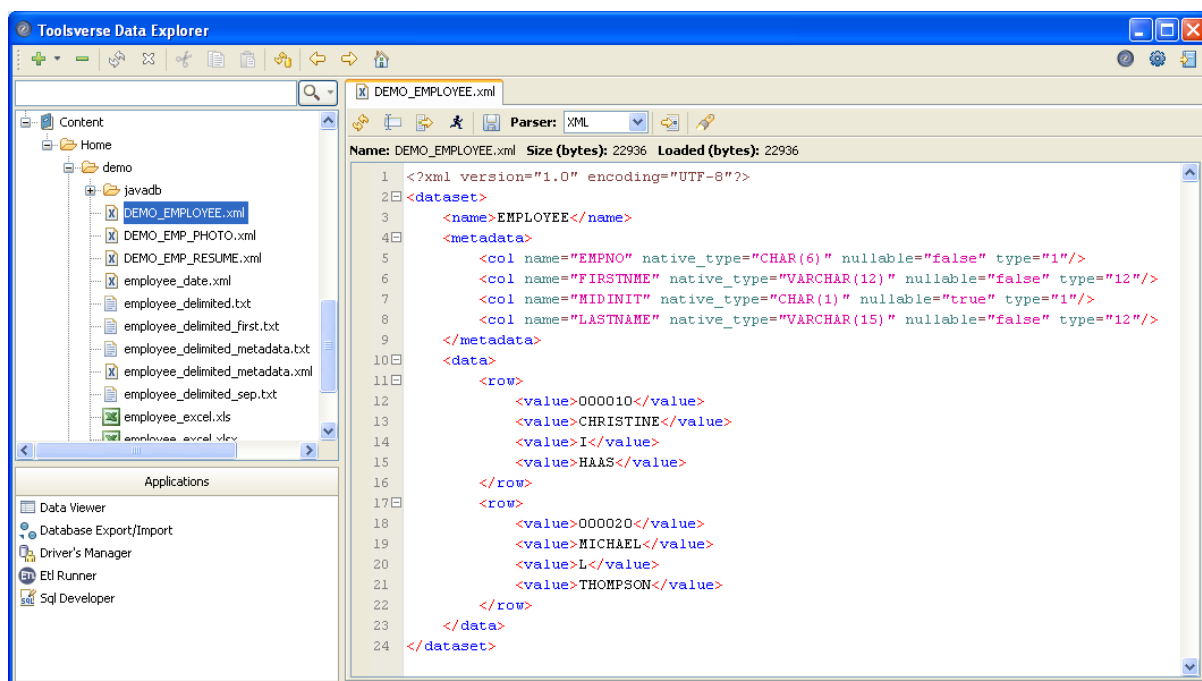 Toolsverse Data Explorer
Content
Home
demo
javadb
DEMO_EMPLOYEE.xml
DEMO_EMP_PHOTO.xml
DEMO_EMP_RESUME.xml
employee_date.xml
employee_delimited.txt
employee_delimited_first.txt
employee_delimited_metadata.txt
employee_delimited_metadata.xml
employee_delimited_sep.txt
employee_excel.xls
employee_excel.xlsx
Applications
Data Viewer
Database Export/Import
Driver's Manager
Etl Runner
Sql Developer
DEMO_EMPLOYEE.xml
Parser: XML
Name: DEMO_EMPLOYEE.xml Size (bytes): 22936 Loaded (bytes): 22936
1 <?xml version="1.0" encoding="UTF-8"?>
2 <dataset>
3 <name>EMPLOYEE</name>
4 <metadata>
5 <col name="EMPNO" native_type="CHAR(6)" nullable="false" type="1"/>
6 <col name="FIRSTNME" native_type="VARCHAR(12)" nullable="false" type="12"/>
7 <col name="MIDINIT" native_type="CHAR(1)" nullable="true" type="1"/>
8 <col name="LASTNAME" native_type="VARCHAR(15)" nullable="false" type="12"/>
9 </metadata>
10 <data>
11 <row>
12 <value>000010</value>
13 <value>CHRISTINE</value>
14 <value>I</value>
15 <value>HAAS</value>
16 </row>
17 <row>
18 <value>000020</value>
19 <value>MICHAEL</value>
20 <value>L</value>
21 <value>THOMPSON</value>
22 </row>
23 </data>
24 </dataset>